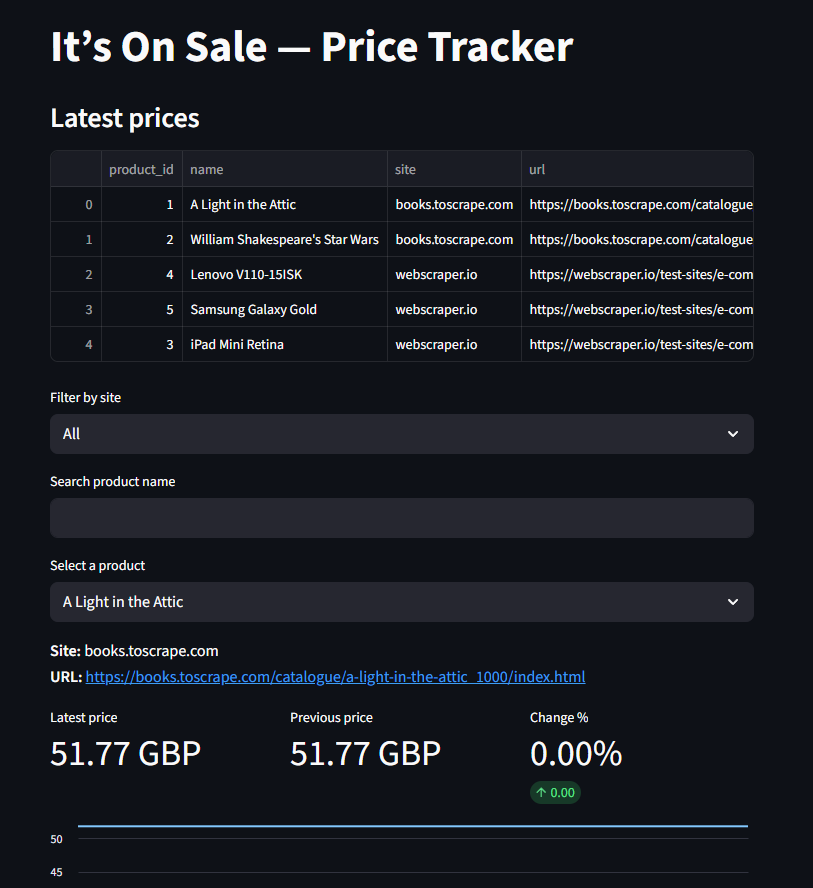 It’s On Sale — Price Tracker
Latest prices
product_id name site url
0 1 A Light in the Attic books.toscrape.com https://books.toscrape.com/catalogue
1 2 William Shakespeare's Star Wars books.toscrape.com https://books.toscrape.com/catalogue
2 4 Lenovo V110-15ISK webscraper.io https://webscraper.io/test-sites/e-com
3 5 Samsung Galaxy Gold webscraper.io https://webscraper.io/test-sites/e-com
4 3 iPad Mini Retina webscraper.io https://webscraper.io/test-sites/e-com
Filter by site
All
Search product name
Select a product
A Light in the Attic
Site: books.toscrape.com
URL: https://books.toscrape.com/catalogue/a-light-in-the-attic_1000/index.html
Latest price Previous price Change %
51.77 GBP 51.77 GBP 0.00%
↑ 0.00
50
45